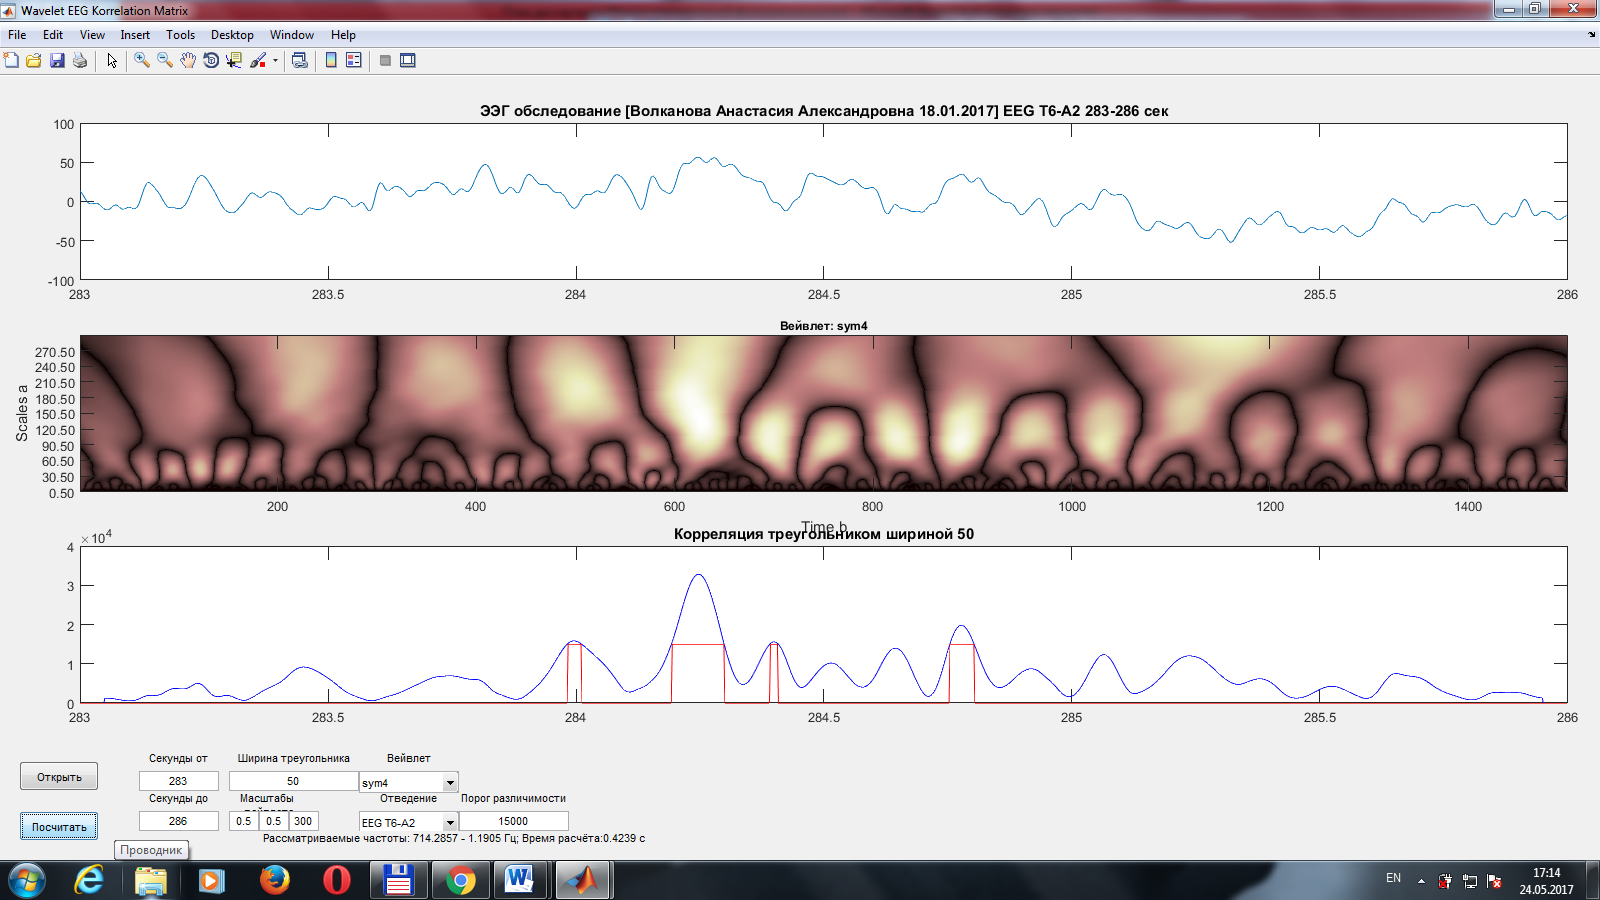 Wavelet EEG Korrelation Matrix
File Edit View Insert Tools Desktop Window Help
ЭЭГ обследование [Волканова Анастасия Александровна 18.01.2017] EEG T6-A2 283-286 сек
100
50
0
-50
-100
283 283.5 284 284.5 285 285.5 286
Вейвлет: sym4
Scales a
270.50
240.50
210.50
180.50
150.50
120.50
90.50
60.50
30.50
0.50
200 400 600 800 1000 1200 1400
Time b
Корреляция треугольником шириной 50
×10⁴
4
3
2
1
0
283 283.5 284 284.5 285 285.5 286
Секунды от Ширина треугольника Вейвлет
Открыть 283 50 sym4
Секунды до Масштабы Отведение Порог различимости
Посчитать 286 0.5 0.5 300 EEG T6-A2 15000
Рассматриваемые частоты: 714.2857 - 1.1905 Гц; Время расчёта:0.4239 с
Проводник
EN 17:14
24.05.2017